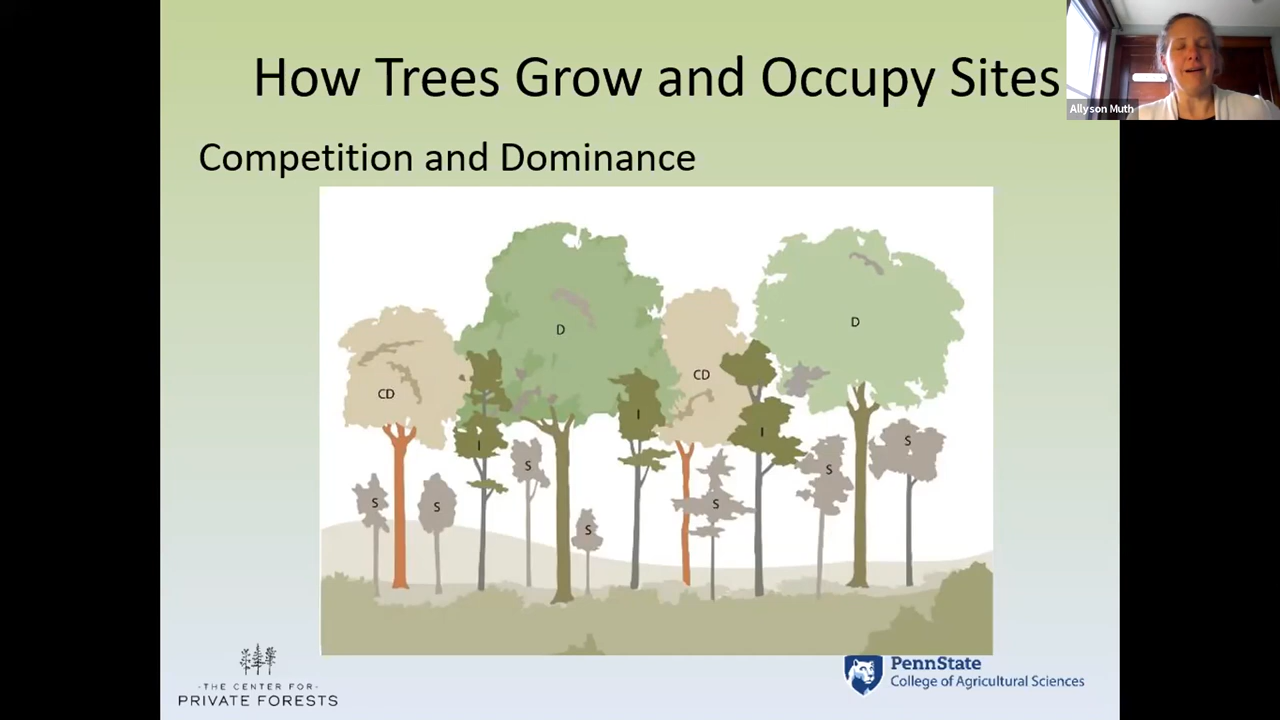 How Trees Grow and Occupy Sites
Allyson Muth
Competition and Dominance
D
D
CD
CD
I
I
I
S
S
S
S
S
S
S
THE CENTER FOR
PRIVATE FORESTS
PennState
College of Agricultural Sciences